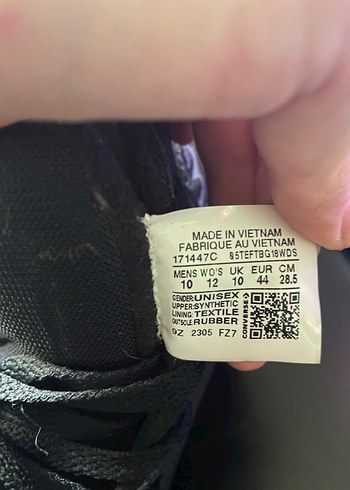 MADE IN VIETNAM
FABRIQUE AU VIETNAM
171447C 05TEFTBG18WDS
MENS WO'S UK EUR CM
10 12 10 44 28.5
GENDER: UNISEX
UPPER: SYNTHETIC
LINING: TEXTILE
OUTSOLE: RUBBER
9Z 2305 FZ7
CONVERSE